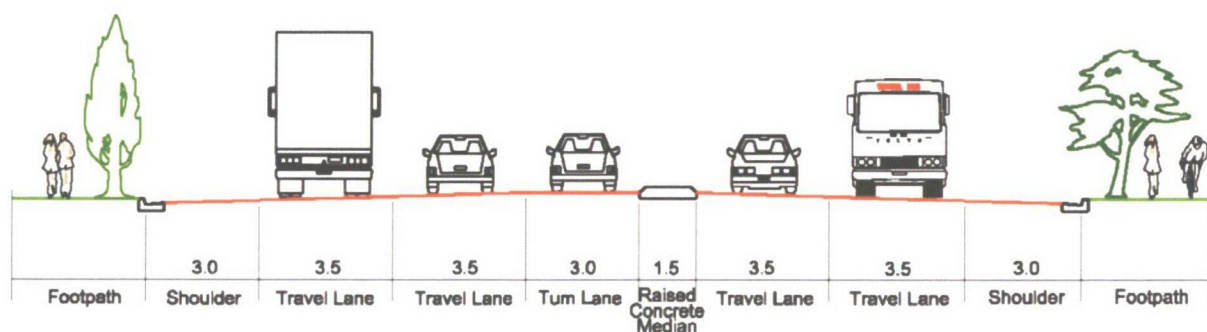 VOLVO
3.0
3.5
3.5
3.0
1.5
3.5
3.5
3.0
Footpath
Shoulder
Travel Lane
Travel Lane
Turn Lane
Raised
Concrete
Median
Travel Lane
Travel Lane
Shoulder
Footpath